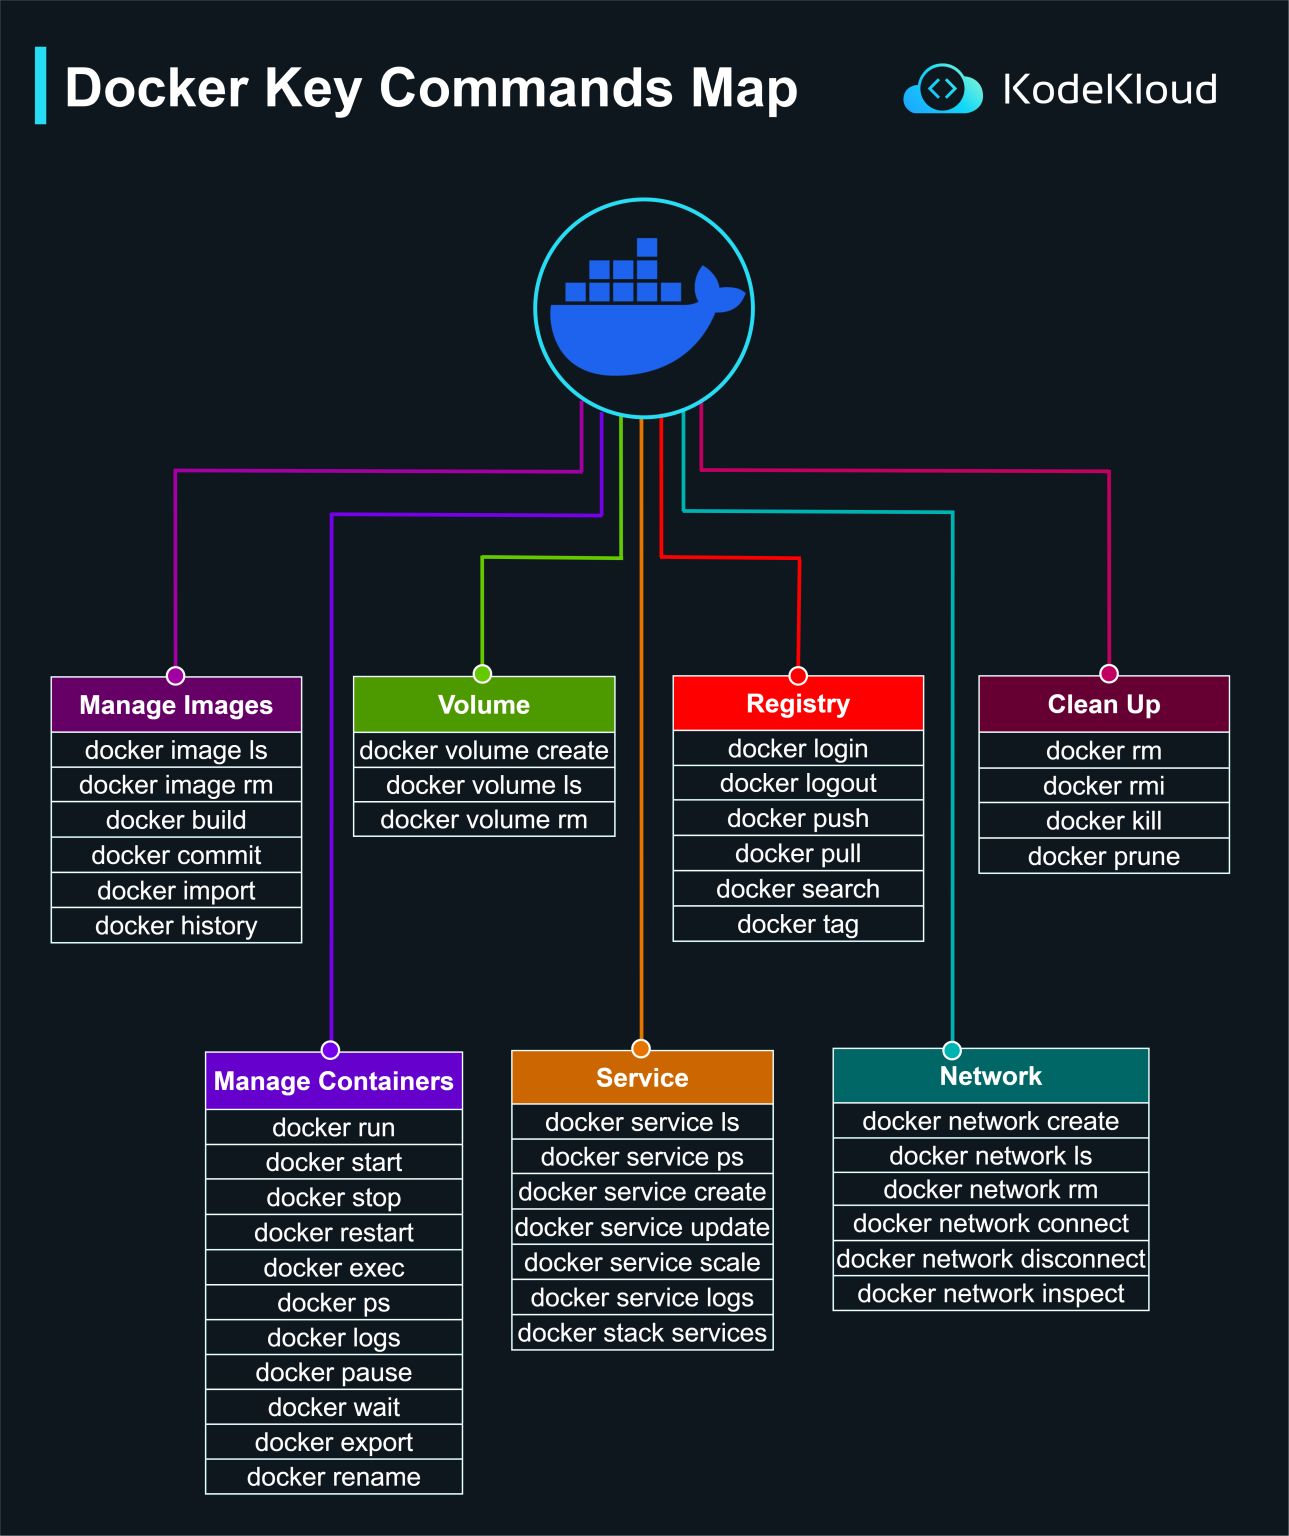 Docker Key Commands Map
KodeKloud
Manage Images
docker image ls
docker image rm
docker build
docker commit
docker import
docker history
Volume
docker volume create
docker volume ls
docker volume rm
Registry
docker login
docker logout
docker push
docker pull
docker search
docker tag
Clean Up
docker rm
docker rmi
docker kill
docker prune
Manage Containers
docker run
docker start
docker stop
docker restart
docker exec
docker ps
docker logs
docker pause
docker wait
docker export
docker rename
Service
docker service ls
docker service ps
docker service create
docker service update
docker service scale
docker service logs
docker stack services
Network
docker network create
docker network ls
docker network rm
docker network connect
docker network disconnect
docker network inspect